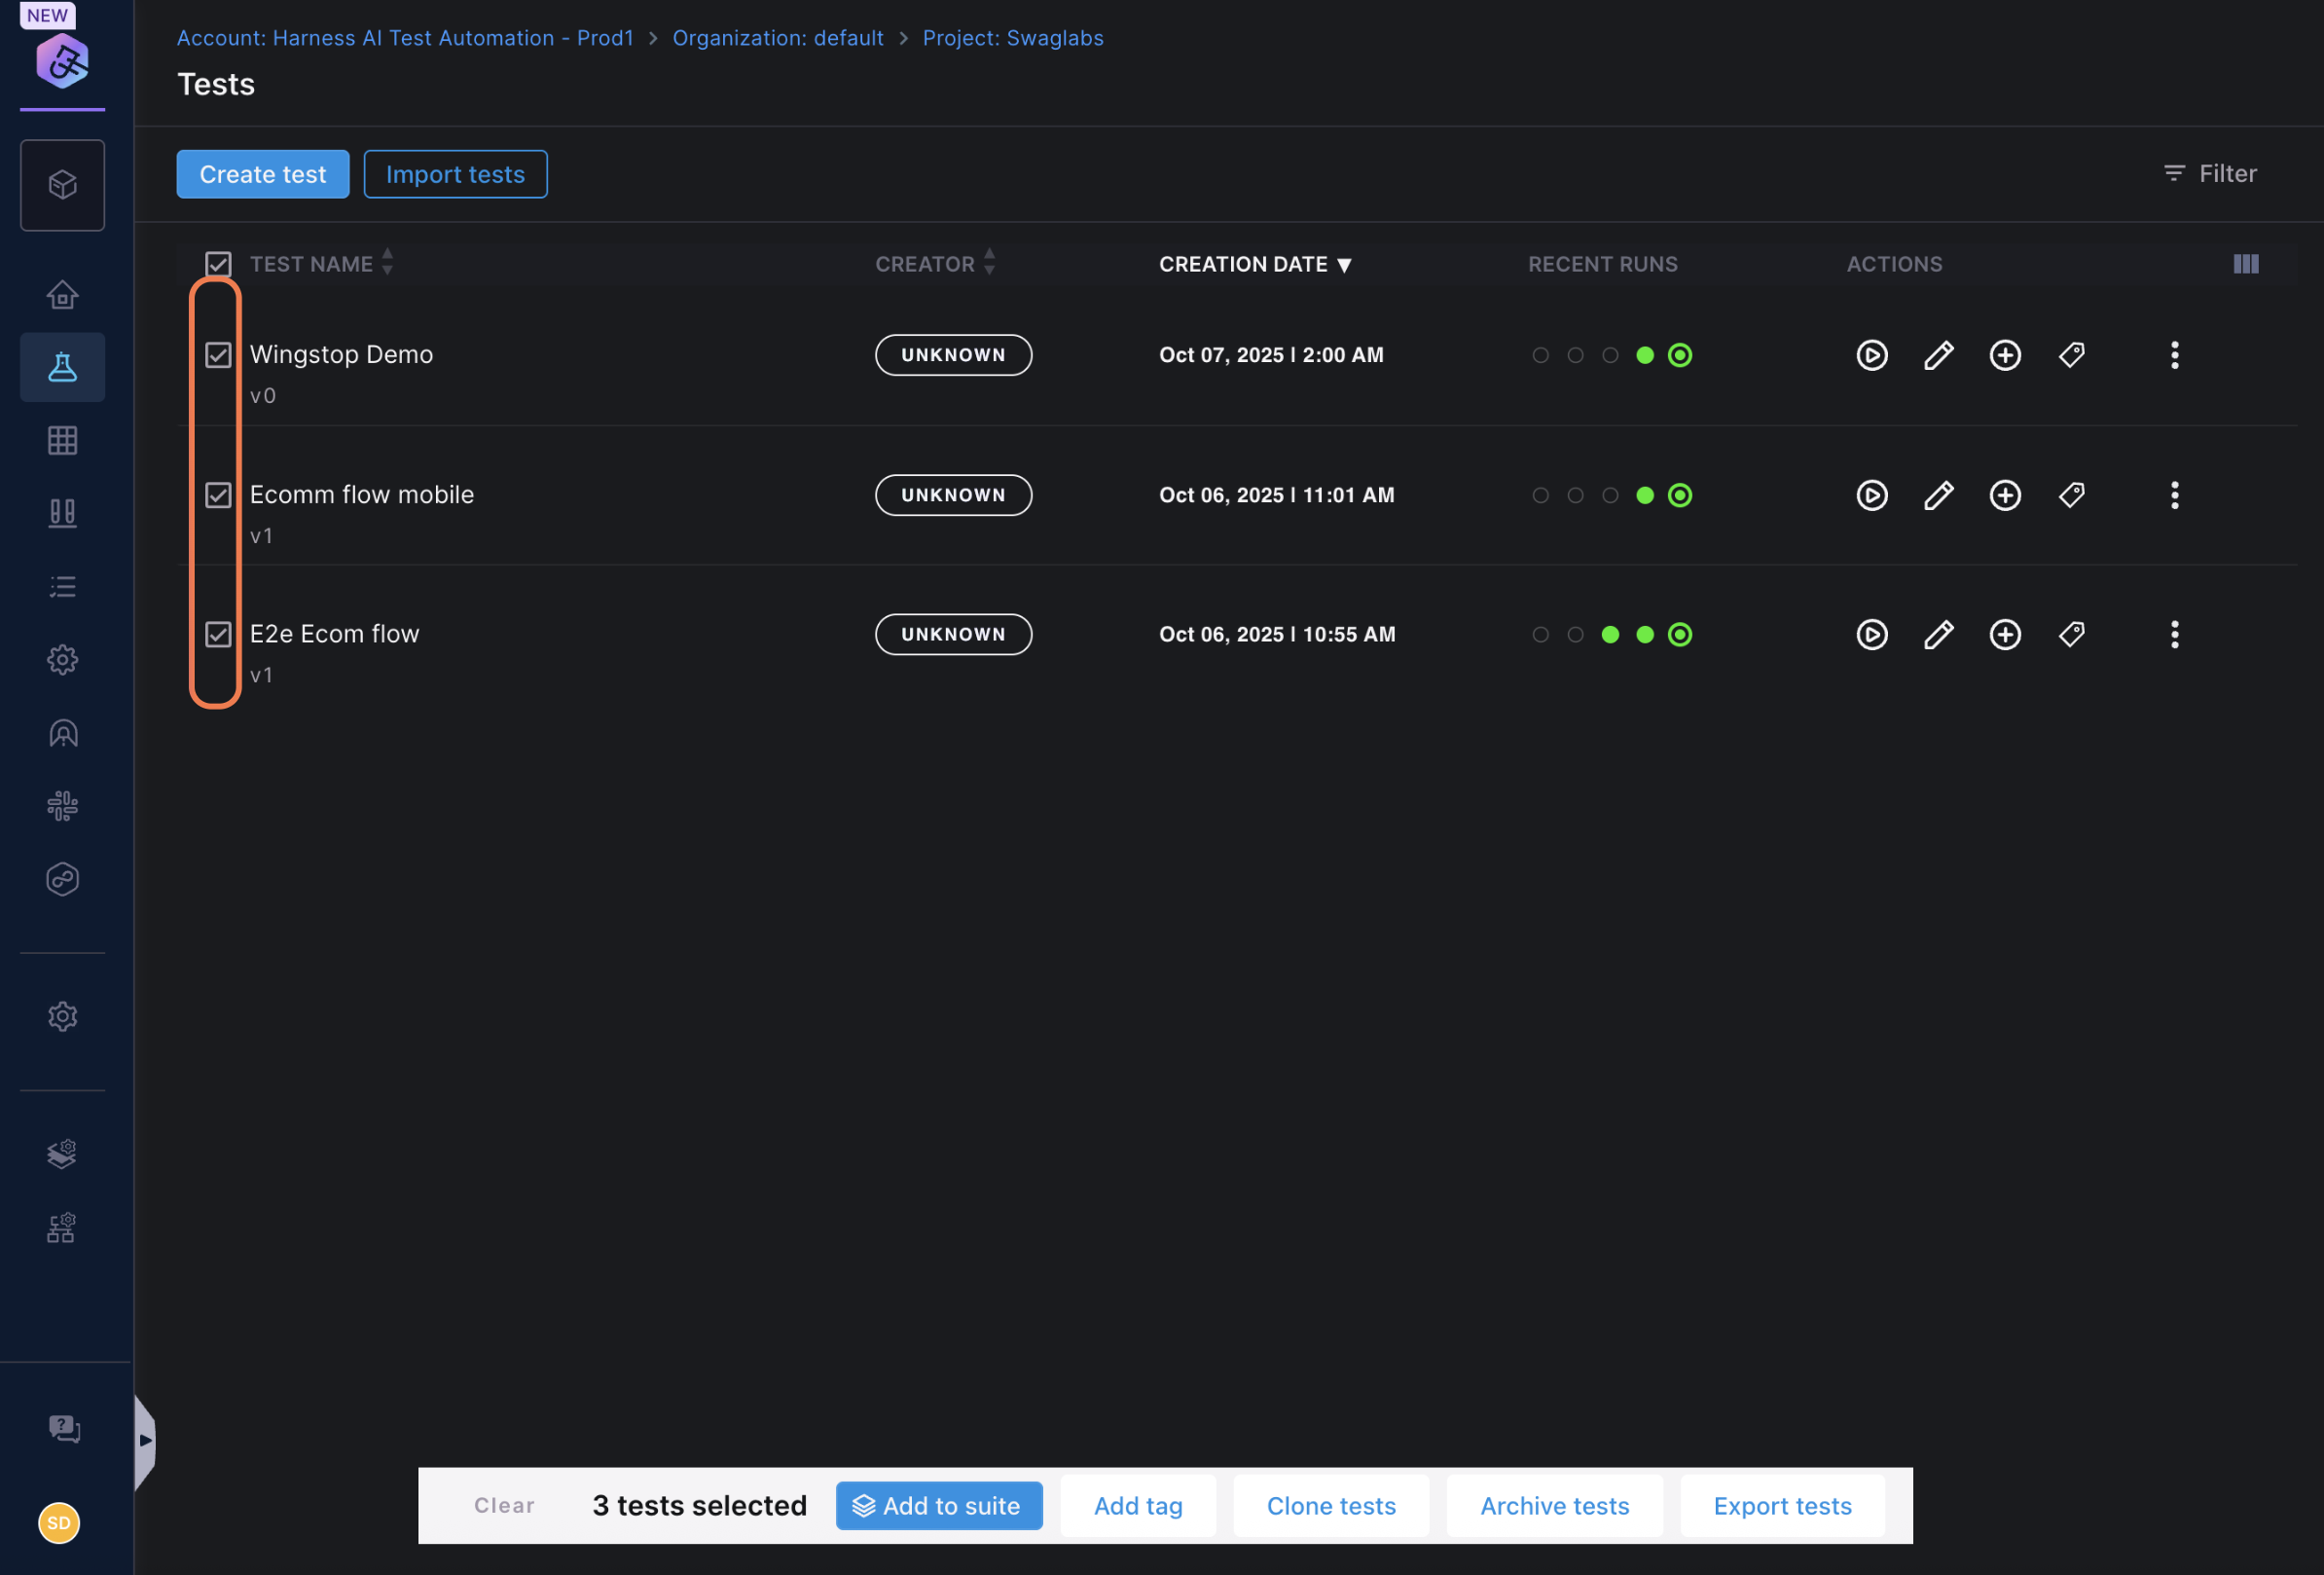 NEW
Account: Harness AI Test Automation - Prod1 > Organization: default > Project: Swaglabs
Tests
Create test Import tests Filter
TEST NAME CREATOR CREATION DATE ▼ RECENT RUNS ACTIONS
Wingstop Demo UNKNOWN Oct 07, 2025 | 2:00 AM
v0
Ecomm flow mobile UNKNOWN Oct 06, 2025 | 11:01 AM
v1
E2e Ecom flow UNKNOWN Oct 06, 2025 | 10:55 AM
v1
Clear 3 tests selected Add to suite Add tag Clone tests Archive tests Export tests
SD